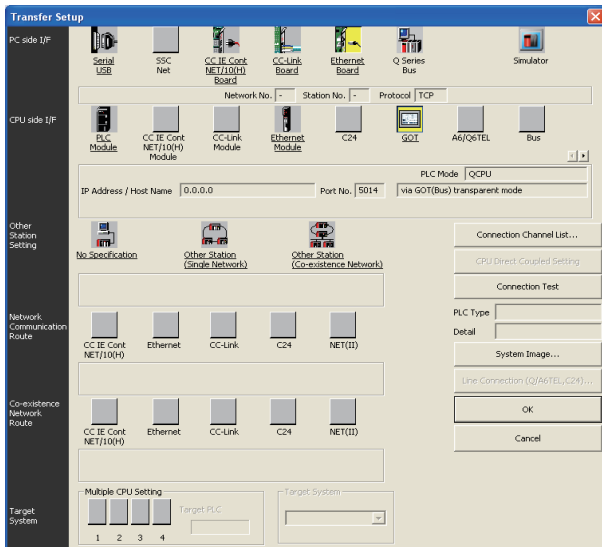 Transfer Setup
PC side I/F
Serial USB
SSC Net
CC IE Cont NET/10(H) Board
CC-Link Board
Ethernet Board
Q Series Bus
Simulator
Network No. - Station No. - Protocol TCP
CPU side I/F
PLC Module
CC IE Cont NET/10(H) Module
CC-Link Module
Ethernet Module
C24
GOT
A6/Q6TEL
Bus
PLC Mode QCPU
IP Address / Host Name 0.0.0.0 Port No. 5014 via GOT(Bus) transparent mode
Other Station Setting
No Specification
Other Station (Single Network)
Other Station (Co-existence Network)
Connection Channel List...
CPU Direct Coupled Setting
Connection Test
PLC Type
Detail
System Image...
Line Connection (Q/A6TEL,C24)...
OK
Cancel
Network Communication Route
CC IE Cont NET/10(H)
Ethernet
CC-Link
C24
NET(II)
Co-existence Network Route
CC IE Cont NET/10(H)
Ethernet
CC-Link
C24
NET(II)
Target System
Multiple CPU Setting
1 2 3 4
Target PLC
Target System